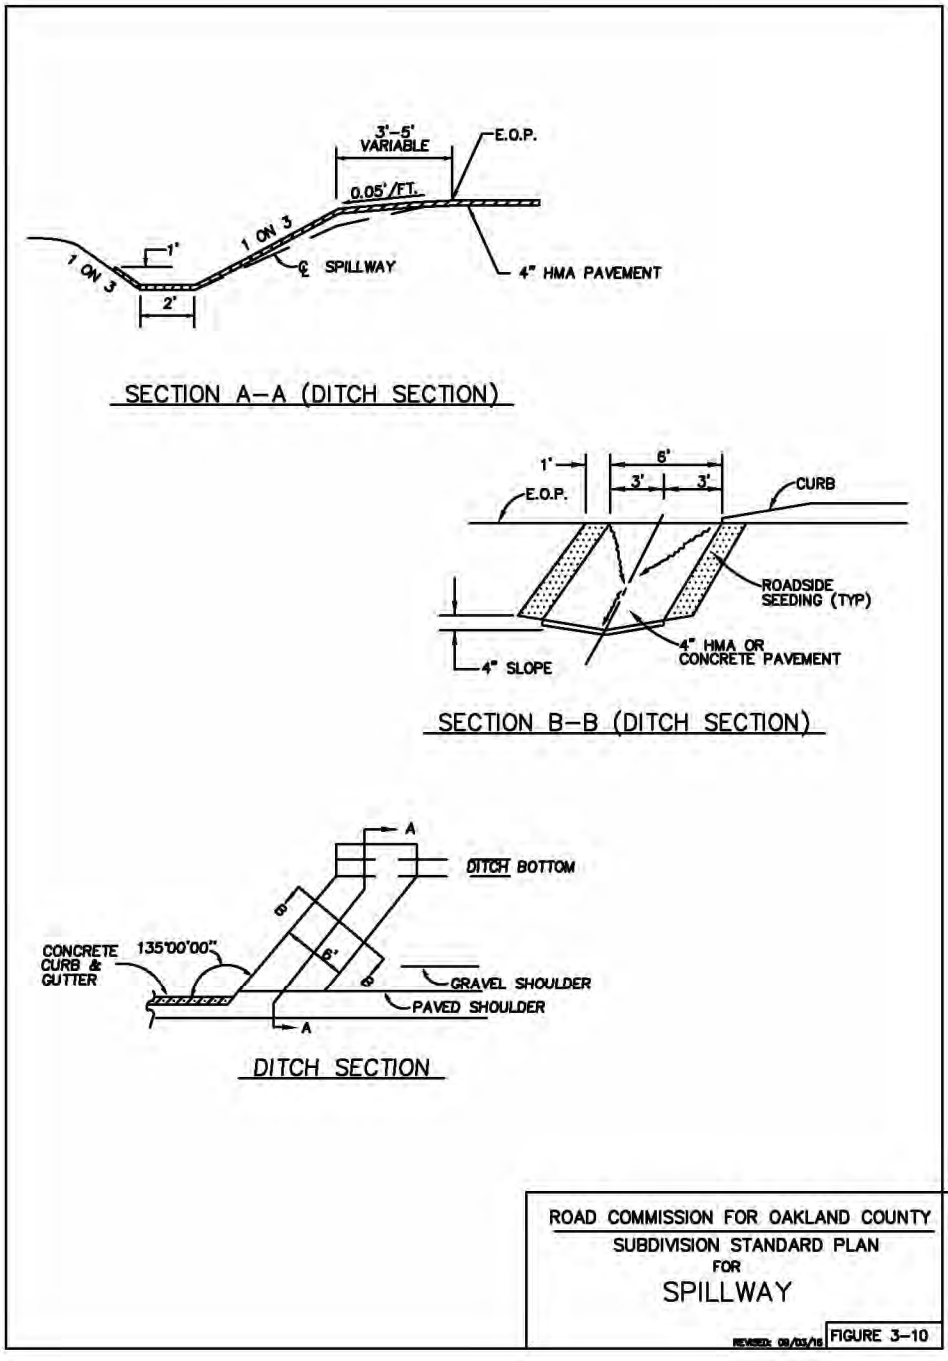 3'-5'
VARIABLE
E.O.P.
0.05'/FT.
1 ON 3
1'
1 ON 3
℄ SPILLWAY
4" HMA PAVEMENT
2'
SECTION A-A (DITCH SECTION)
1'
6'
3' 3'
CURB
E.O.P.
ROADSIDE
SEEDING (TYP)
4" HMA OR
CONCRETE PAVEMENT
4" SLOPE
SECTION B-B (DITCH SECTION)
A
DITCH BOTTOM
B
6'
B
CONCRETE
CURB &
GUTTER
135°00'00"
GRAVEL SHOULDER
PAVED SHOULDER
A
DITCH SECTION
ROAD COMMISSION FOR OAKLAND COUNTY
SUBDIVISION STANDARD PLAN
FOR
SPILLWAY
REVISED:
FIGURE 3-10